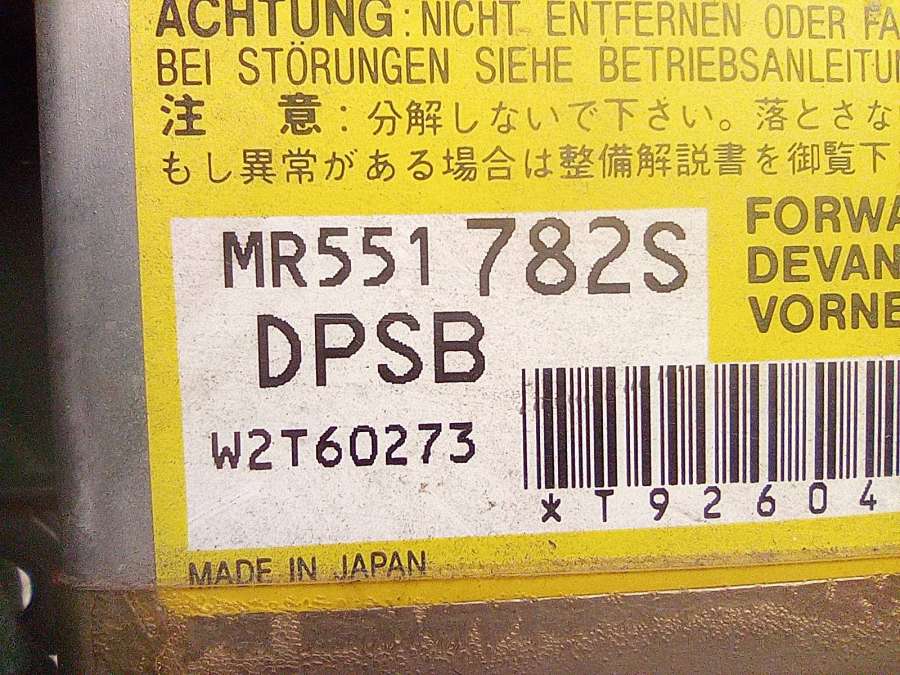 ACHTUNG: NICHT ENTFERNEN ODER FA
BEI STÖRUNGEN SIEHE BETRIEBSANLEITU
注 意: 分解しないで下さい。落とさな
もし異常がある場合は整備解説書を御覧下
FORWA
DEVAN
VORNE
MR551782S
DPSB
W2T60273
*T92604
MADE IN JAPAN